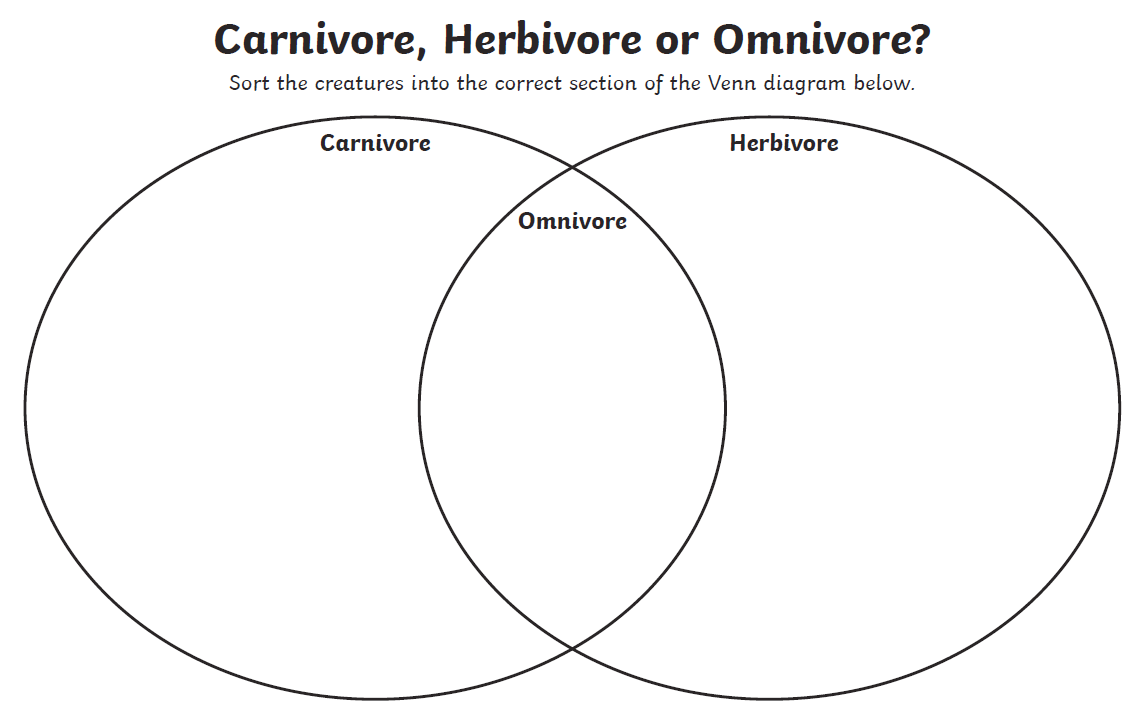 Carnivore, Herbivore or Omnivore?
Sort the creatures into the correct section of the Venn diagram below.
Carnivore
Herbivore
Omnivore